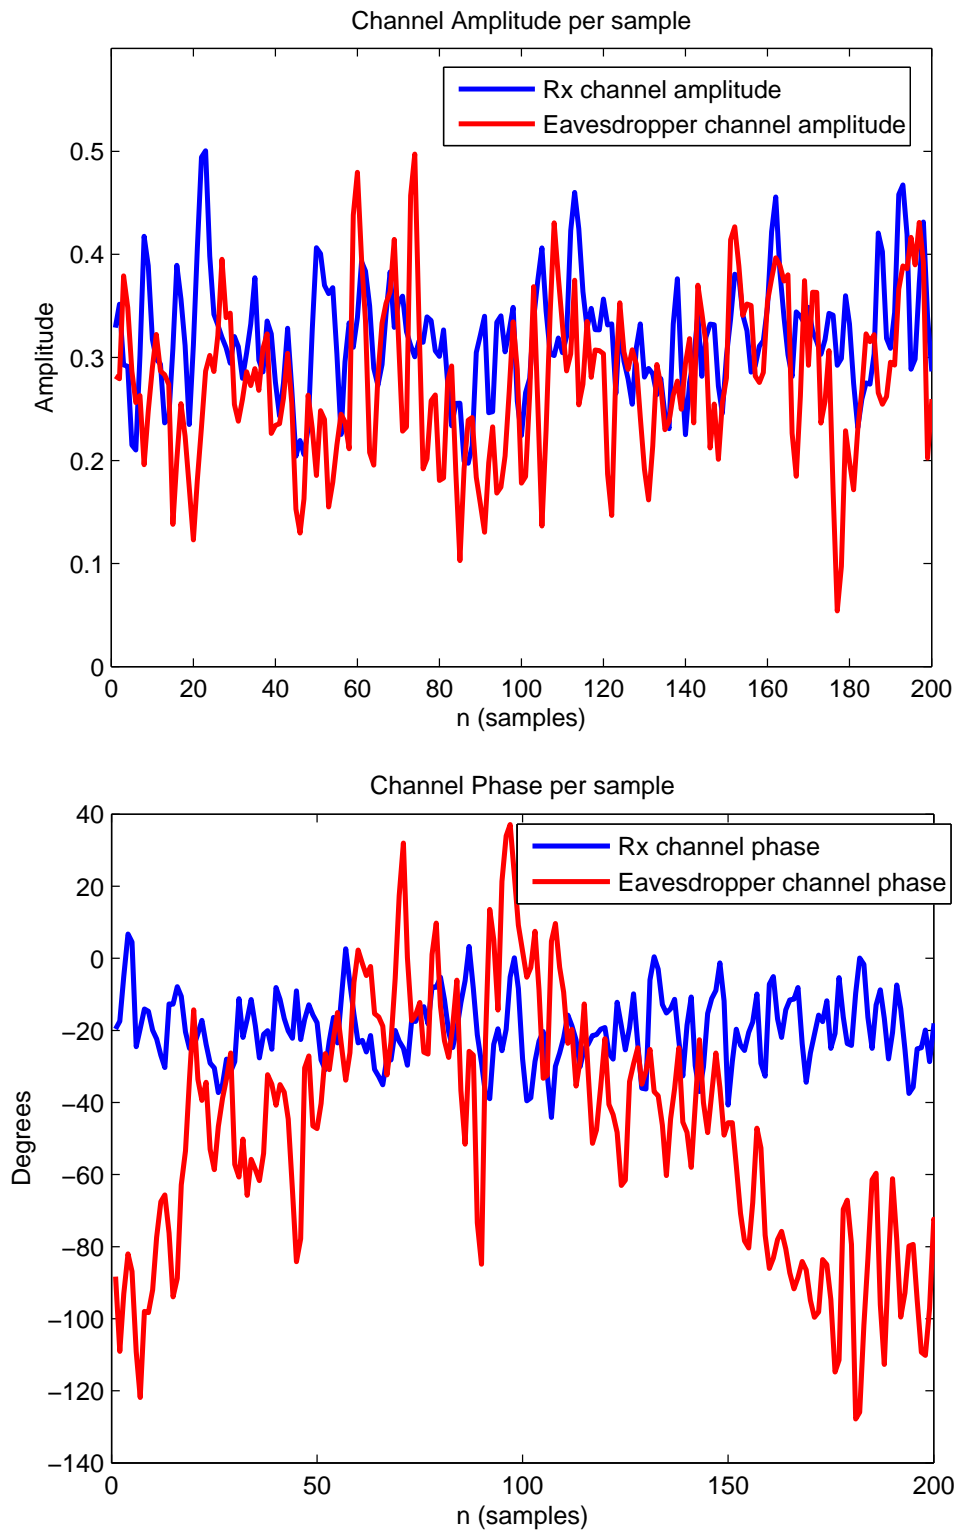 Channel Amplitude per sample
Rx channel amplitude
Eavesdropper channel amplitude
0.5
0.4
0.3
0.2
0.1
0
Amplitude
0 20 40 60 80 100 120 140 160 180 200
n (samples)
Channel Phase per sample
Rx channel phase
Eavesdropper channel phase
40
20
0
−20
−40
−60
−80
−100
−120
−140
Degrees
0 50 100 150 200
n (samples)